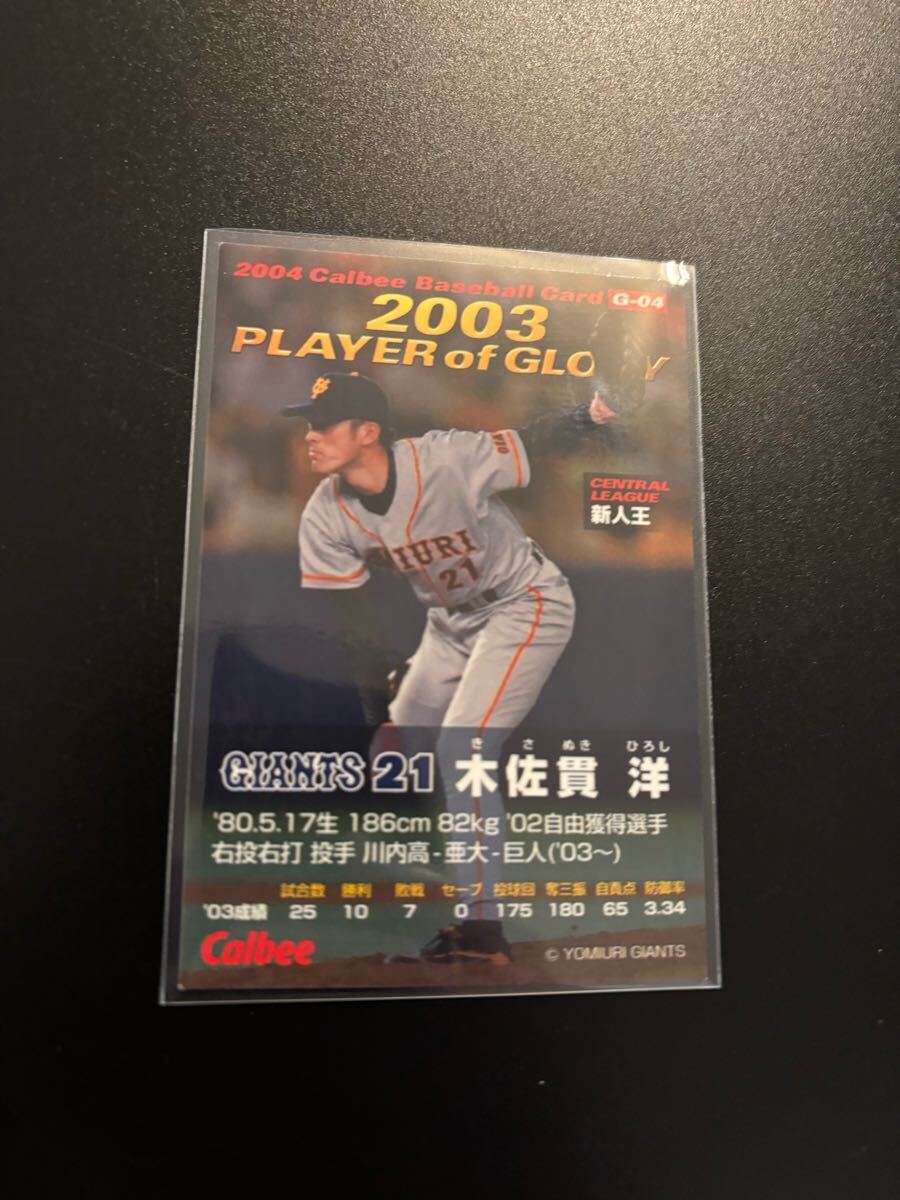 2004 Calbee Baseball Card G-04
2003
PLAYER of GLO Y
CENTRAL
LEAGUE
新人王
IURI
21
き さ ぬき ひろし
GIANTS 21 木佐貫 洋
'80.5.17生 186cm 82kg '02自由獲得選手
右投右打 投手 川内高-亜大-巨人('03〜)
試合数 勝利 敗戦 セーブ 投球回 奪三振 自責点 防御率
'03成績 25 10 7 0 175 180 65 3.34
Calbee
© YOMIURI GIANTS